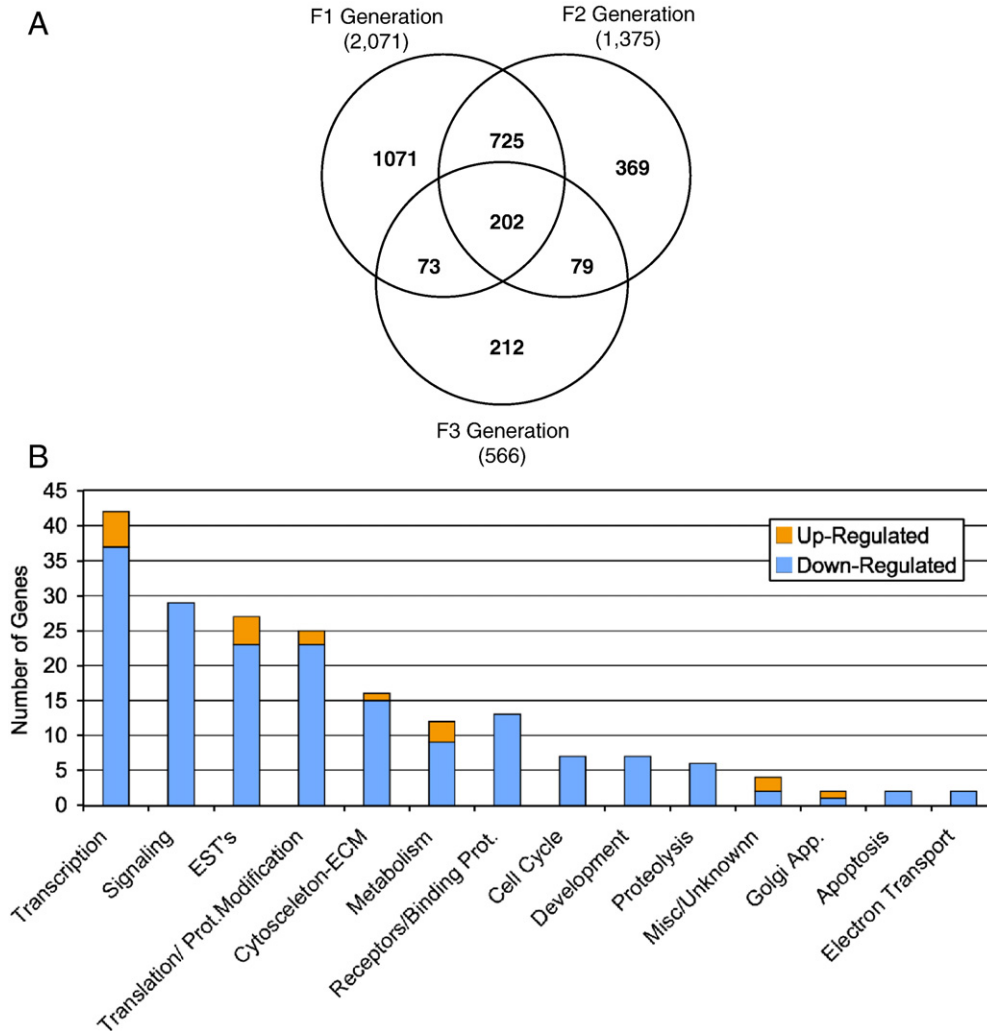 A
F1 Generation
(2,071)
F2 Generation
(1,375)
1071
725
369
202
73
79
212
F3 Generation
(566)
B
Number of Genes
45
40
35
30
25
20
15
10
5
0
Up-Regulated
Down-Regulated
Transcription
Signaling
EST's
Translation/ Prot.Modification
Cytosceleton-ECM
Metabolism
Receptors/Binding Prot.
Cell Cycle
Development
Proteolysis
Misc/Unknownn
Golgi App.
Apoptosis
Electron Transport